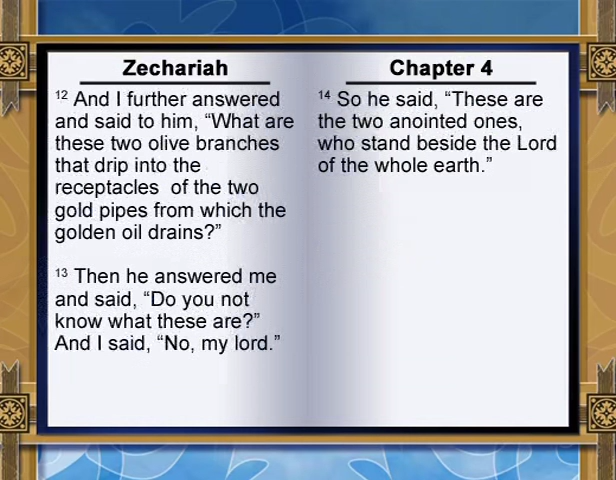 Zechariah
12 And I further answered
and said to him, “What are
these two olive branches
that drip into the
receptacles of the two
gold pipes from which the
golden oil drains?”
13 Then he answered me
and said, “Do you not
know what these are?”
And I said, “No, my lord.”
Chapter 4
14 So he said, “These are
the two anointed ones,
who stand beside the Lord
of the whole earth.”